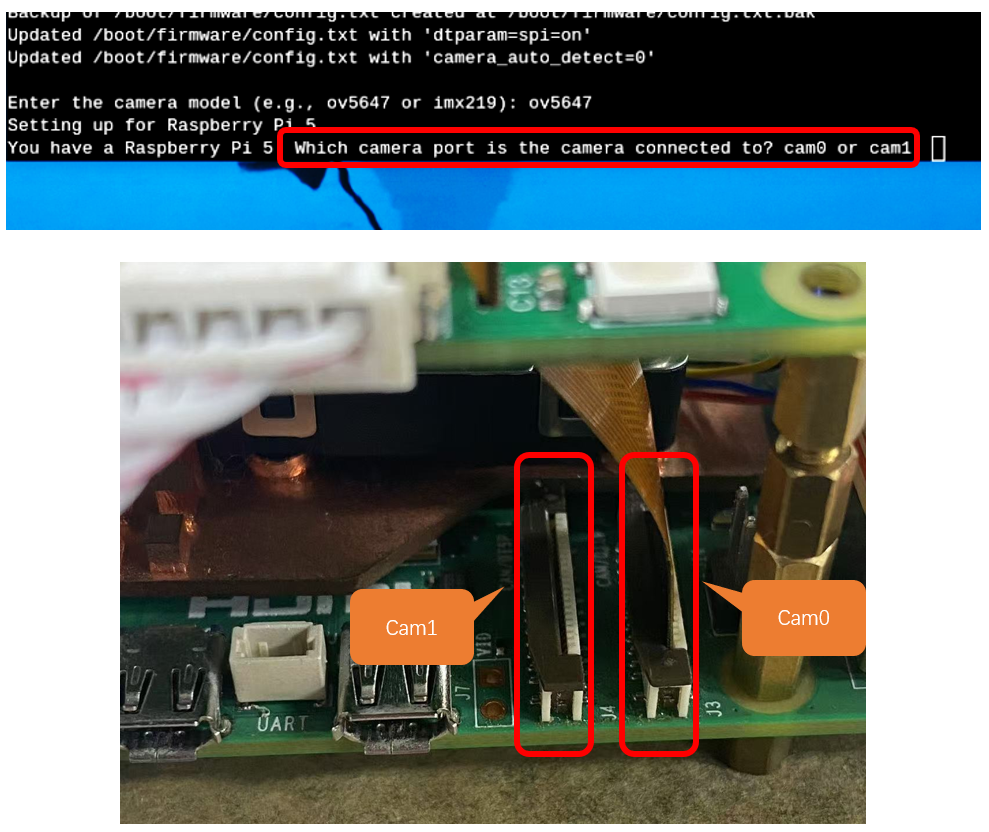 Backup of /boot/firmware/config.txt created at /boot/firmware/config.txt.bak
Updated /boot/firmware/config.txt with 'dtparam=spi=on'
Updated /boot/firmware/config.txt with 'camera_auto_detect=0'
Enter the camera model (e.g., ov5647 or imx219): ov5647
Setting up for Raspberry Pi 5
You have a Raspberry Pi 5 Which camera port is the camera connected to? cam0 or cam1
C18
Cam1
Cam0
J7
UART
J4
J3